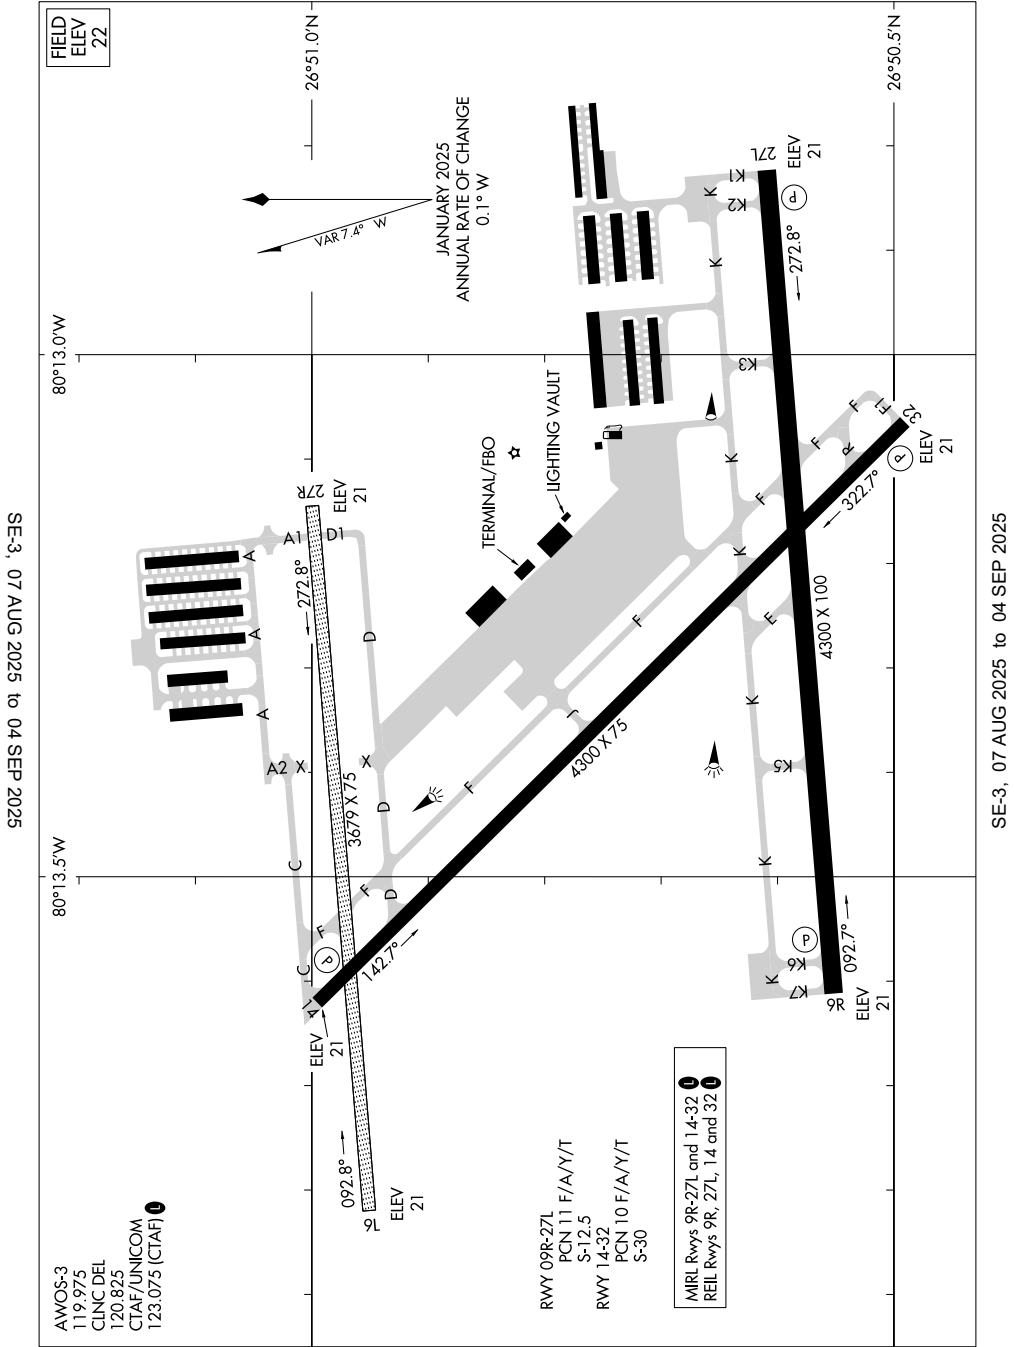 FIELD
ELEV
22
26°51.0'N
26°50.5'N
80°13.0'W
80°13.5'W
JANUARY 2025
ANNUAL RATE OF CHANGE
0.1° W
VAR 7.4° W
TERMINAL/FBO
LIGHTING VAULT
27L
ELEV
21
P
272.8°
K1
K
K2
K
K3
K
K
E
K
K5
K
K6
K
K7
P
092.7°
9R
ELEV
21
4300 X 100
32
ELEV
21
P
322.7°
F1
F
F
R
F
F
J
F
F
F
4300 X 75
142.7°
P
14
ELEV
21
27R
ELEV
21
272.8°
A1
D1
A
A
A
A2
X
X
D
D
D
C
C
3679 X 75
092.8°
9L
ELEV
21
AWOS-3
119.975
CLNC DEL
120.825
CTAF/UNICOM
123.075 (CTAF) L
RWY 09R-27L
PCN 11 F/A/Y/T
S-12.5
RWY 14-32
PCN 10 F/A/Y/T
S-30
MIRL Rwys 9R-27L and 14-32 L
REIL Rwys 9R, 27L, 14 and 32 L
SE-3, 07 AUG 2025 to 04 SEP 2025
SE-3, 07 AUG 2025 to 04 SEP 2025